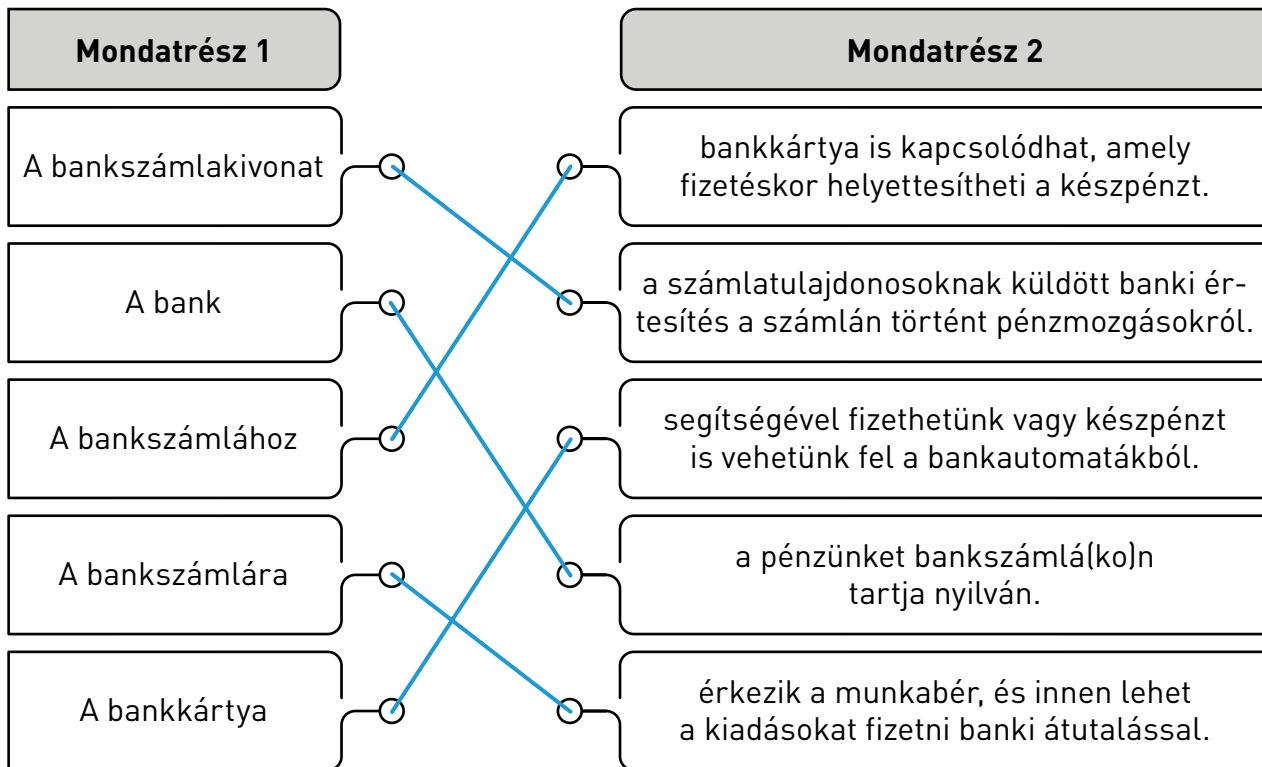 Mondatrész 1
Mondatrész 2
A bankszámlakivonat
bankkártya is kapcsolódhat, amely
fizetéskor helyettesítheti a készpénzt.
A bank
a számlatulajdonosoknak küldött banki ér-
tesítés a számlán történt pénzmozgásokról.
A bankszámlához
segítségével fizethetünk vagy készpénzt
is vehetünk fel a bankautomatákból.
A bankszámlára
a pénzünket bankszámlá(ko)n
tartja nyilván.
A bankkártya
érkezik a munkabér, és innen lehet
a kiadásokat fizetni banki átutalással.